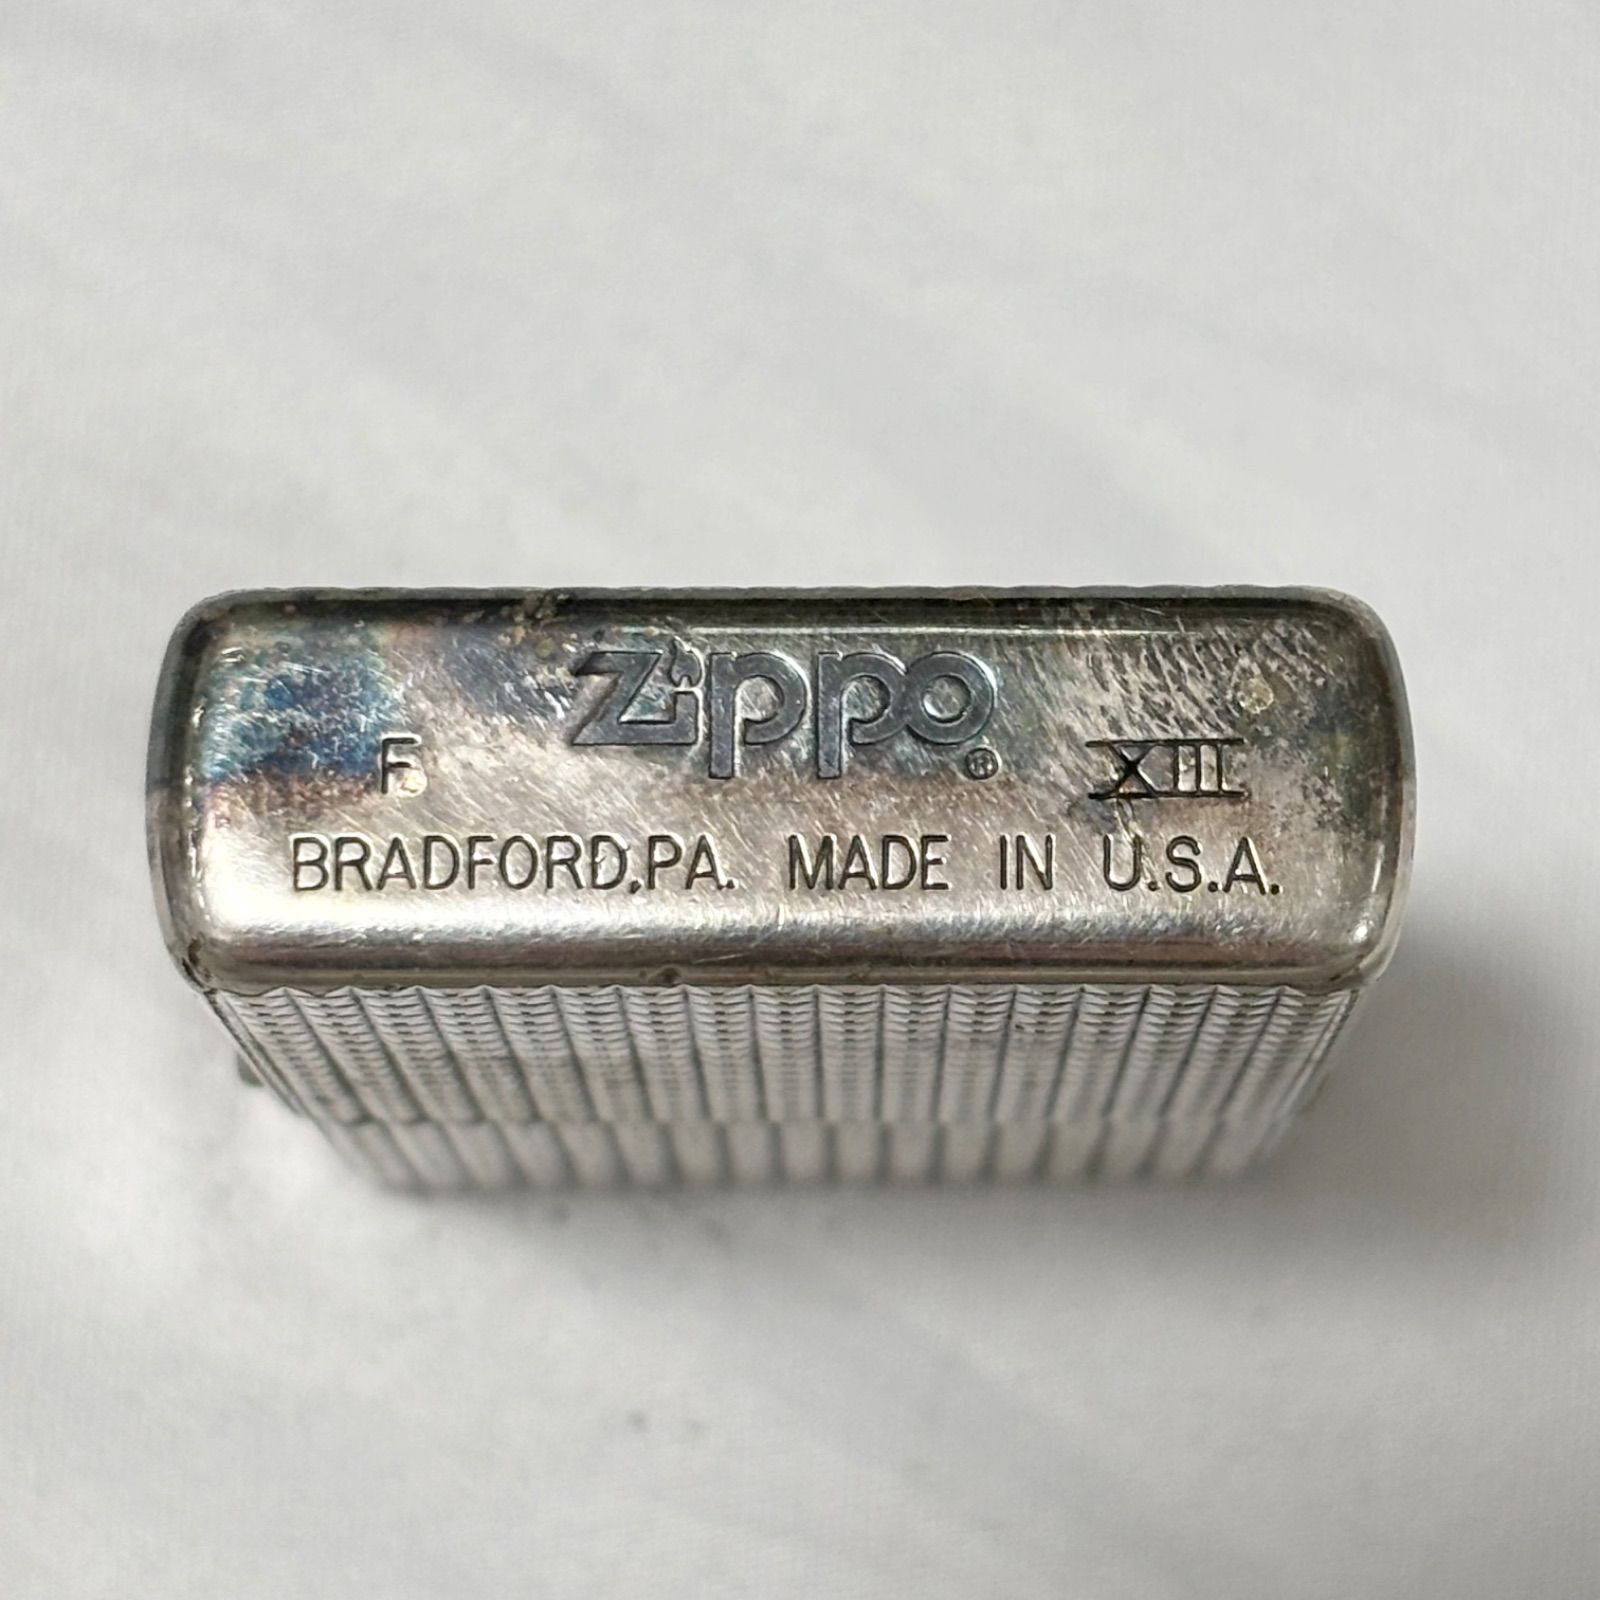 Zippo®
F XIII
BRADFORD,PA. MADE IN U.S.A.